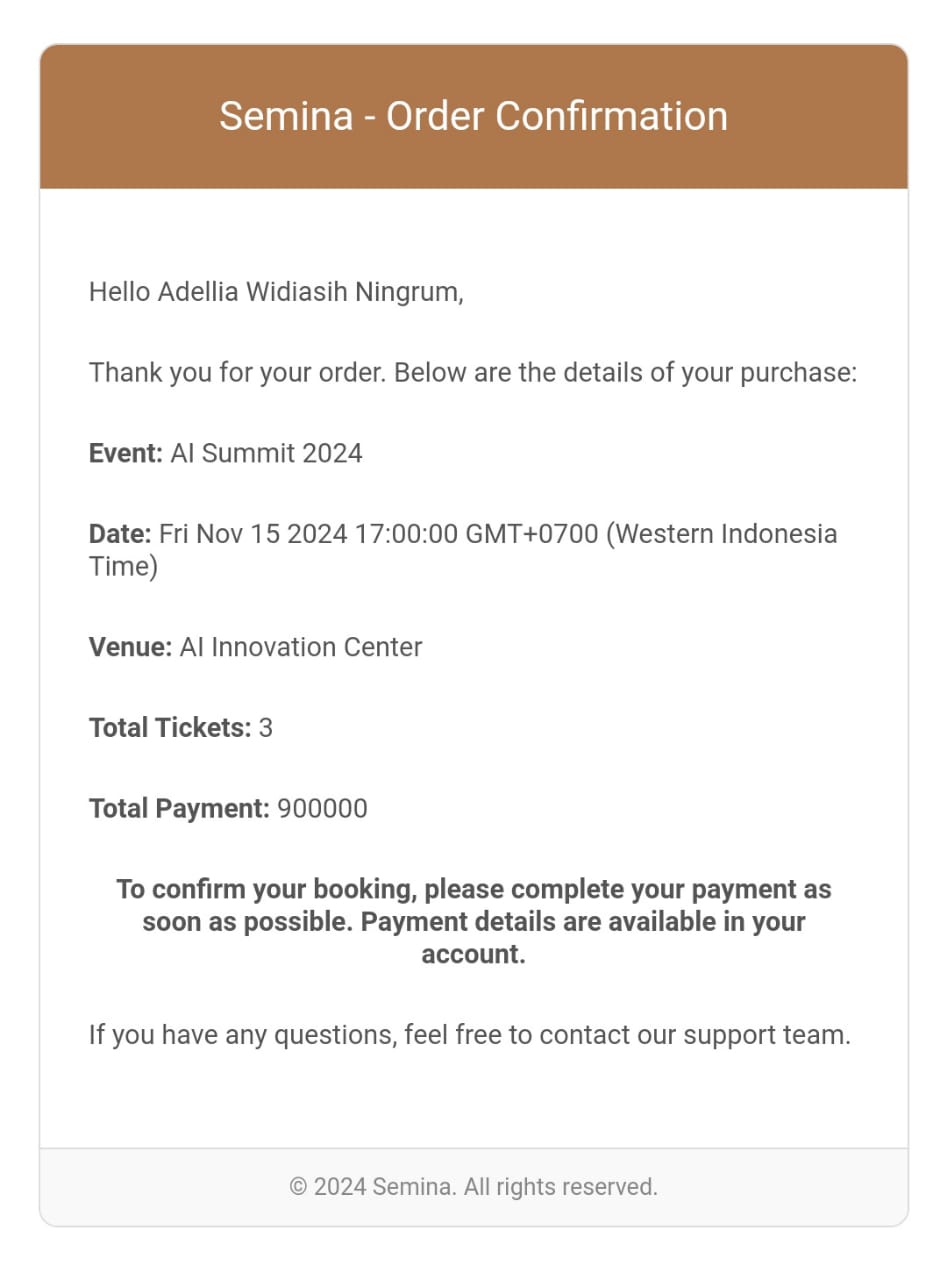 Semina - Order Confirmation
Hello Adellia Widiasih Ningrum,
Thank you for your order. Below are the details of your purchase:
Event: AI Summit 2024
Date: Fri Nov 15 2024 17:00:00 GMT+0700 (Western Indonesia
Time)
Venue: AI Innovation Center
Total Tickets: 3
Total Payment: 900000
To confirm your booking, please complete your payment as
soon as possible. Payment details are available in your
account.
If you have any questions, feel free to contact our support team.
© 2024 Semina. All rights reserved.